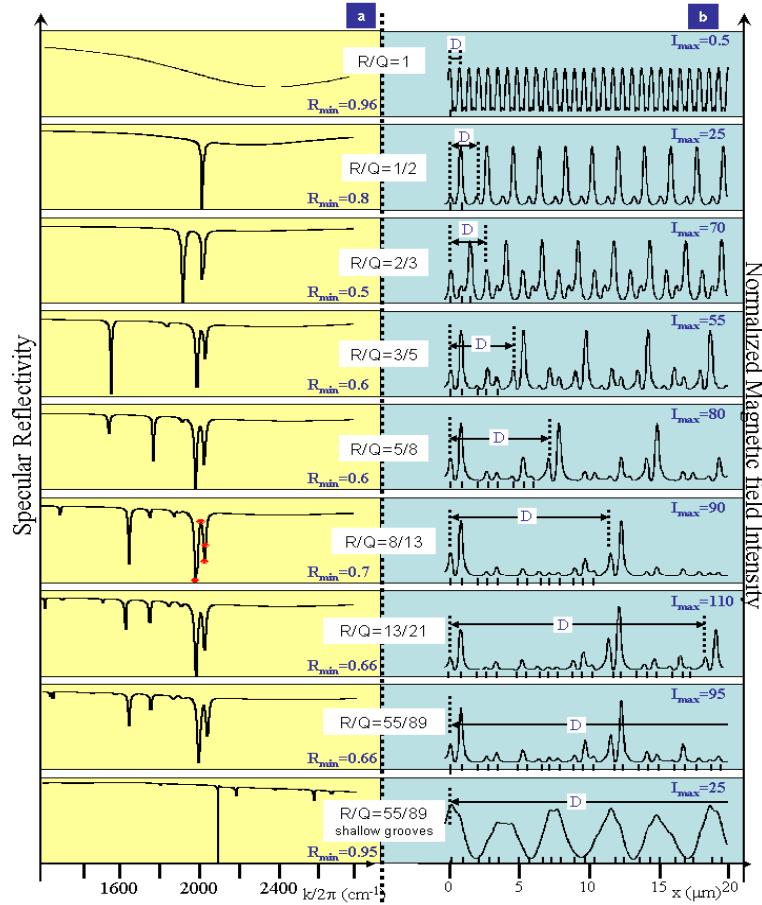 a
b
Specular Reflectivity
Normalized Magnetic field Intensity
R/Q=1
Rmin=0.96
D
Imax=0.5
R/Q=1/2
Rmin=0.8
D
Imax=25
R/Q=2/3
Rmin=0.5
D
Imax=70
R/Q=3/5
Rmin=0.6
D
Imax=55
R/Q=5/8
Rmin=0.6
D
Imax=80
R/Q=8/13
Rmin=0.7
D
Imax=90
R/Q=13/21
Rmin=0.66
D
Imax=110
R/Q=55/89
Rmin=0.66
D
Imax=95
R/Q=55/89
shallow grooves
Rmin=0.95
D
Imax=25
1600 2000 2400 k/2π (cm-1)
0 5 10 15 20
x (μm)